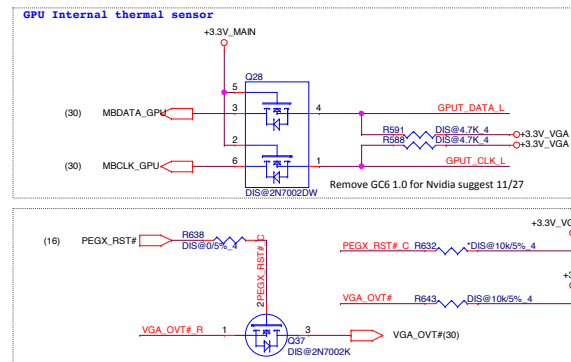 GPU Internal thermal sensor
+3.3V_MAIN
Q28
5
(30) MBDATA_GPU 3 4 GPUT_DATA_L
R591 DIS@4.7K_4 +3.3V_VGA
R588 DIS@4.7K_4 +3.3V_VGA
2
(30) MBCLK_GPU 6 1 GPUT_CLK_L
DIS@2N7002DW
Remove GC6 1.0 for Nvidia suggest 11/27
+3.3V_VG
(16) PEGX_RST# R638
DIS@0/5%_4
PEGX_RST#_C
2
PEGX_RST#_C R632 *DIS@10k/5%_4
+3
VGA_OVT# R643 DIS@10k/5%_4
VGA_OVT#_R 1 3 VGA_OVT#(30)
Q37
DIS@2N7002K